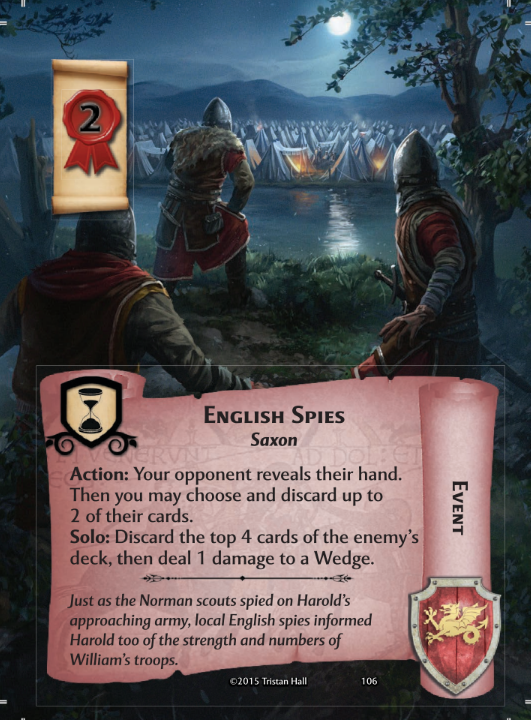 2
English Spies
Saxon
Action: Your opponent reveals their hand.
Then you may choose and discard up to
2 of their cards.
Solo: Discard the top 4 cards of the enemy's
deck, then deal 1 damage to a Wedge.
Just as the Norman scouts spied on Harold's
approaching army, local English spies informed
Harold too of the strength and numbers of
William's troops.
Event
©2015 Tristan Hall 106